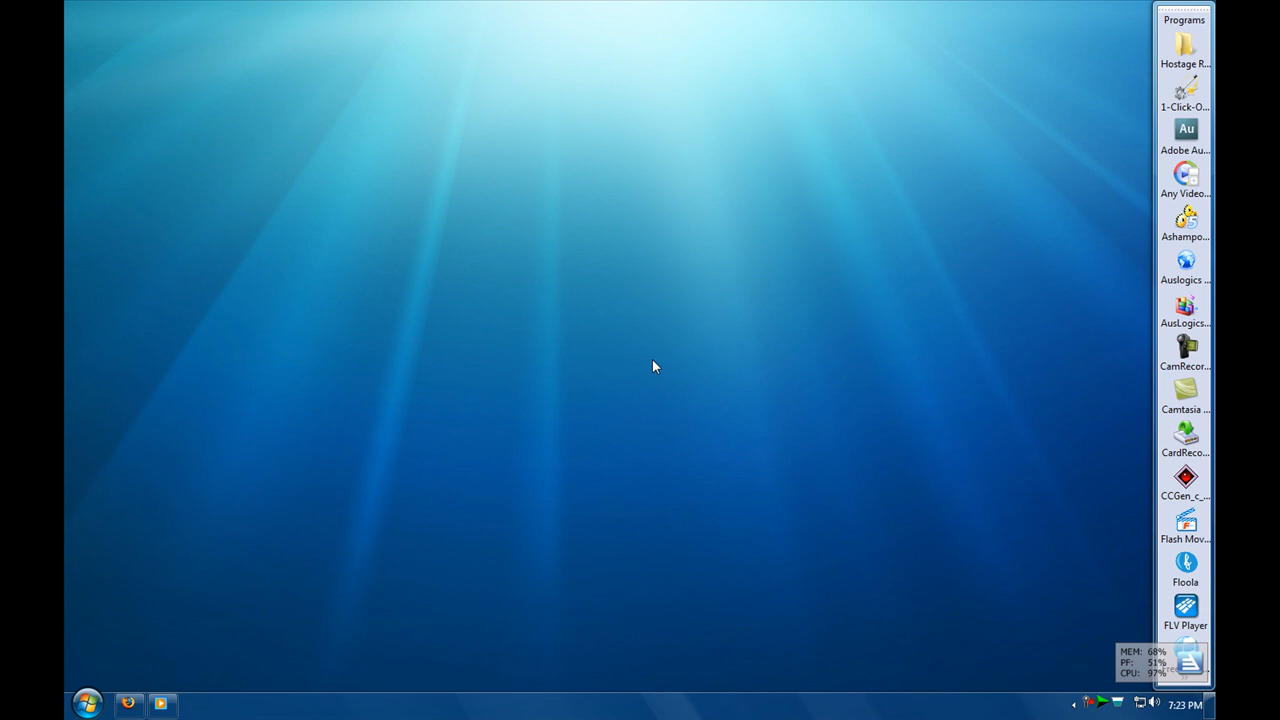 Programs
Hostage R...
1-Click-O...
Au
Adobe Au...
Any Video...
Ashampo...
Auslogics ...
AusLogics...
CamRecor...
Camtasia ...
CardReco...
CCGen_c_...
Flash Mov...
Floola
FLV Player
MEM: 68%
PF: 51%
CPU: 97%
7:23 PM